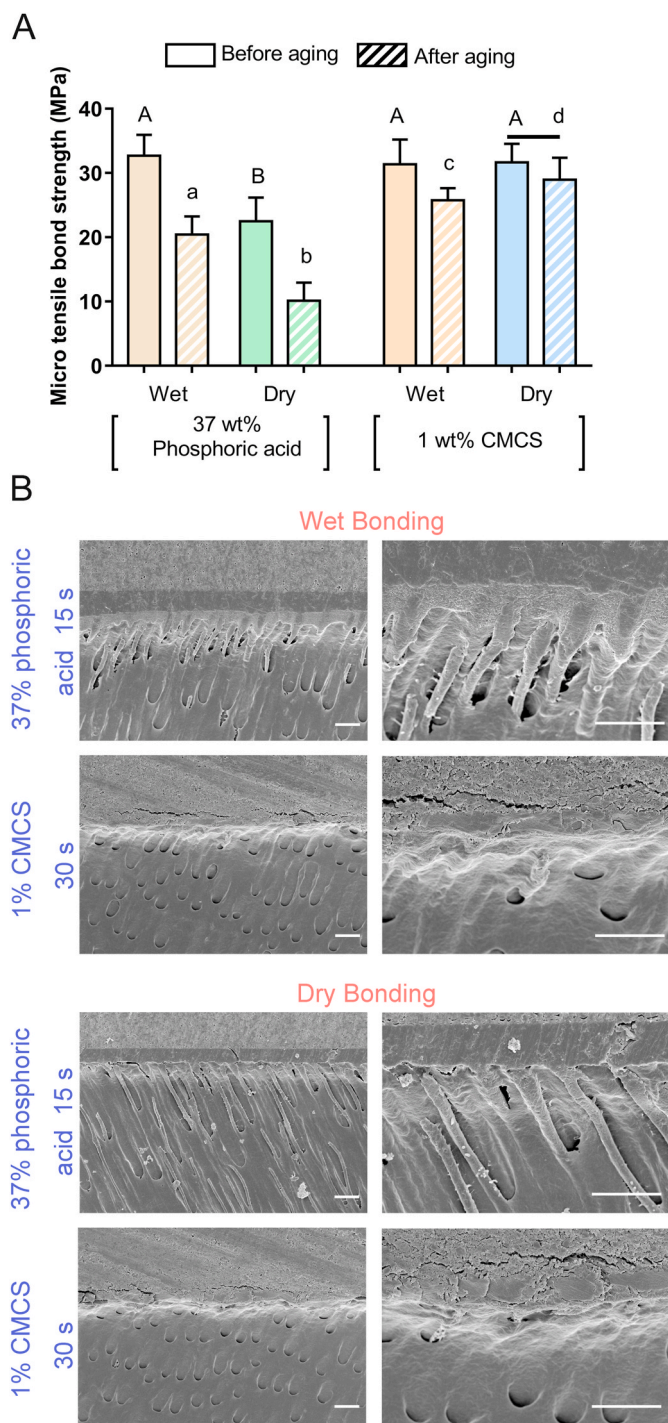 A
Before aging
After aging
Micro tensile bond strength (MPa)
40
30
20
10
0
A
a
B
b
A
c
A
d
Wet
Dry
Wet
Dry
37 wt%
Phosphoric acid
1 wt% CMCS
B
Wet Bonding
37% phosphoric
acid 15 s
1% CMCS
30 s
Dry Bonding
37% phosphoric
acid 15 s
1% CMCS
30 s